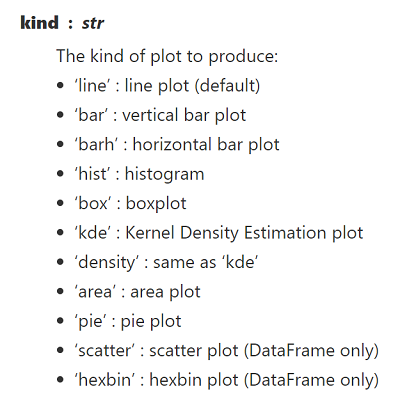 kind : str
The kind of plot to produce:
• ‘line’ : line plot (default)
• ‘bar’ : vertical bar plot
• ‘barh’ : horizontal bar plot
• ‘hist’ : histogram
• ‘box’ : boxplot
• ‘kde’ : Kernel Density Estimation plot
• ‘density’ : same as ‘kde’
• ‘area’ : area plot
• ‘pie’ : pie plot
• ‘scatter’ : scatter plot (DataFrame only)
• ‘hexbin’ : hexbin plot (DataFrame only)